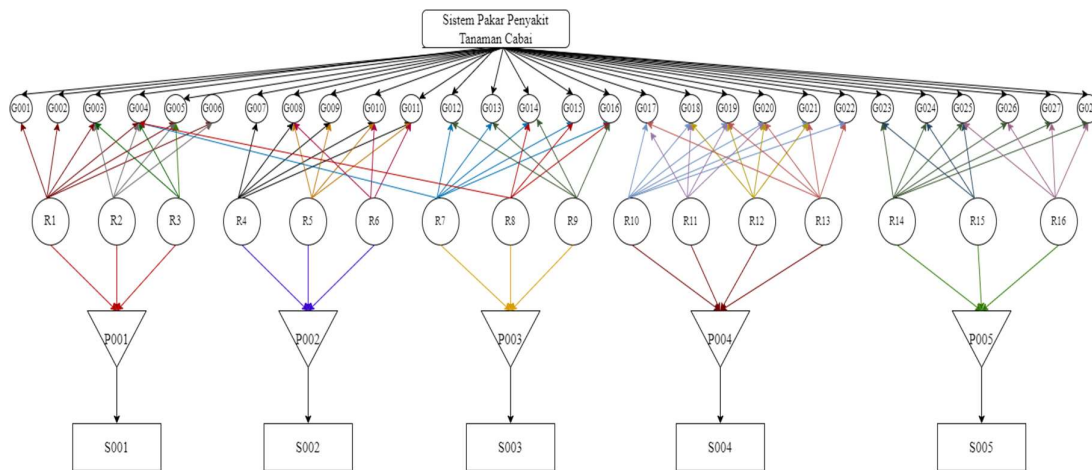 Sistem Pakar Penyakit
Tanaman Cabai
G001 G002 G003 G004 G005 G006 G007 G008 G009 G010 G011 G012 G013 G014 G015 G016 G017 G018 G019 G020 G021 G022 G023 G024 G025 G026 G027
R1 R2 R3 R4 R5 R6 R7 R8 R9 R10 R11 R12 R13 R14 R15 R16
P001 P002 P003 P004 P005
S001 S002 S003 S004 S005